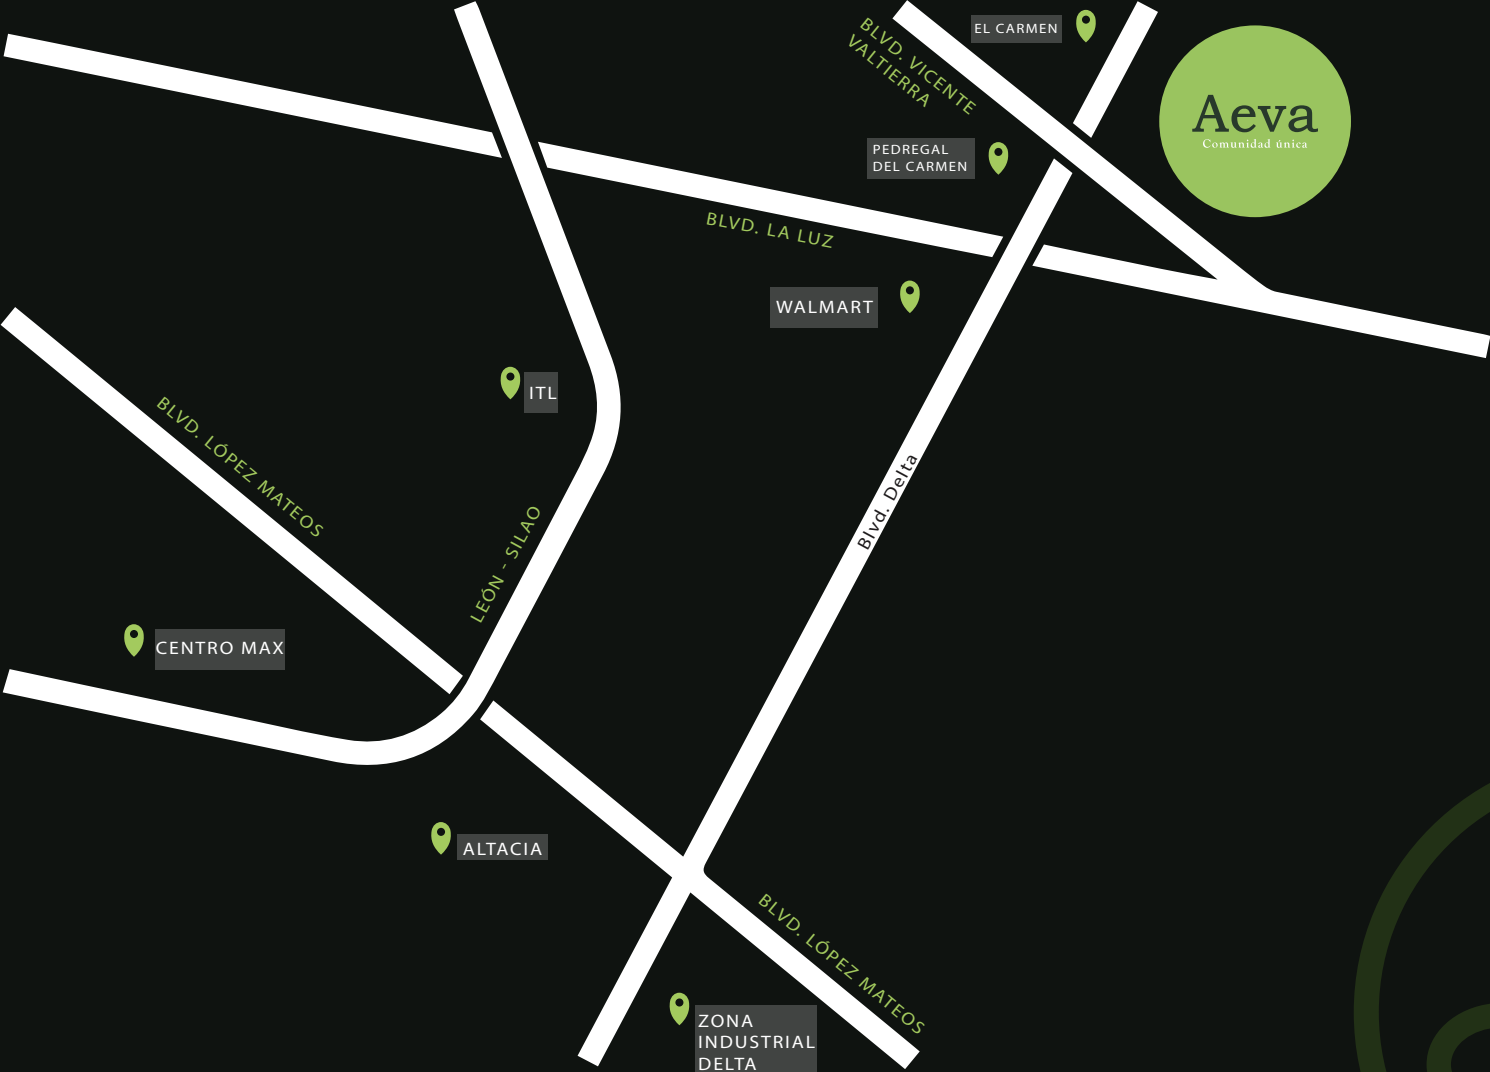 EL CARMEN
BLVD. VICENTE
VALTIERRA
Aeva
Comunidad única
PEDREGAL
DEL CARMEN
BLVD. LA LUZ
WALMART
ITL
BLVD. LÓPEZ MATEOS
Blvd. Delta
LEÓN - SILAO
CENTRO MAX
ALTACIA
BLVD. LÓPEZ MATEOS
ZONA
INDUSTRIAL
DELTA